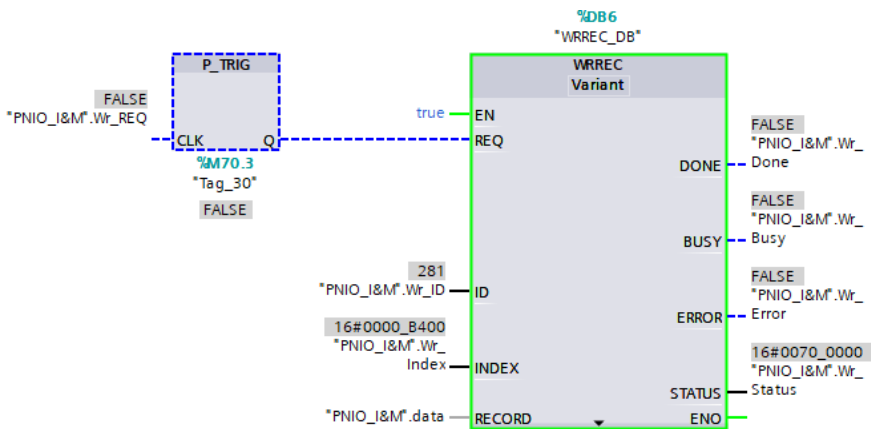 %DB6
"WRREC_DB"
P_TRIG
WRREC
Variant
FALSE
"PNIO_I&M".Wr_REQ
true
EN
CLK
Q
REQ
%M70.3
"Tag_30"
FALSE
FALSE
"PNIO_I&M".Wr_
Done
DONE
FALSE
"PNIO_I&M".Wr_
Busy
BUSY
281
"PNIO_I&M".Wr_ID
ID
FALSE
"PNIO_I&M".Wr_
Error
ERROR
16#0000_B400
"PNIO_I&M".Wr_
Index
INDEX
16#0070_0000
"PNIO_I&M".Wr_
Status
STATUS
"PNIO_I&M".data
RECORD
ENO